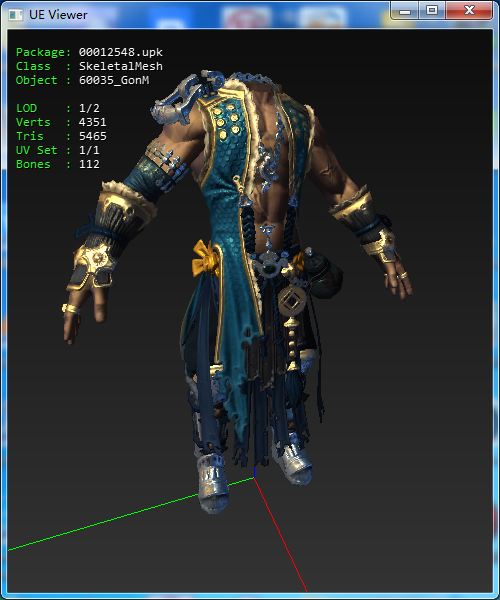 UE Viewer
Package: 00012548.upk
Class : SkeletalMesh
Object : 60035_GonM
LOD : 1/2
Verts : 4351
Tris : 5465
UV Set : 1/1
Bones : 112